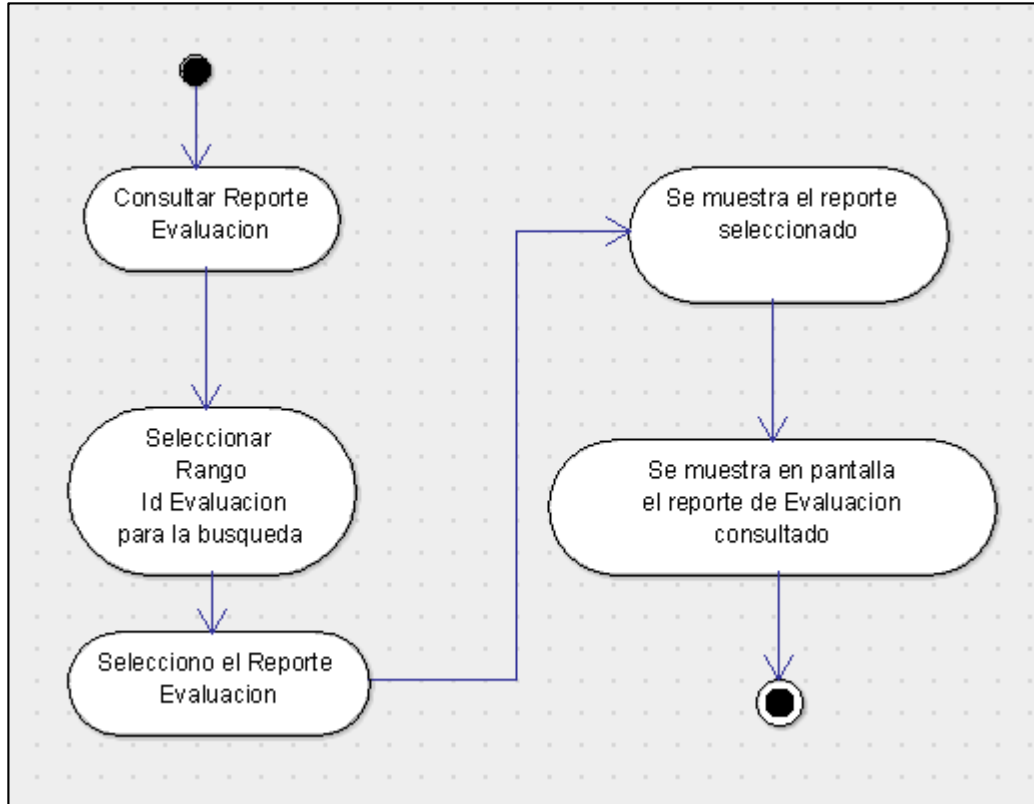 Consultar Reporte
Evaluacion
Seleccionar
Rango
Id Evaluacion
para la busqueda
Selecciono el Reporte
Evaluacion
Se muestra el reporte
seleccionado
Se muestra en pantalla
el reporte de Evaluacion
consultado